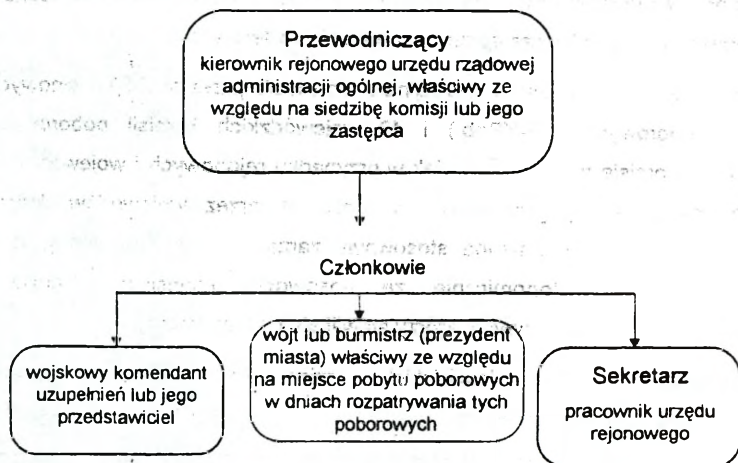 Przewodniczący
kierownik rejonowego urzędu rządowej
administracji ogólnej, właściwy ze
względu na siedzibę komisji lub jego
zastępca
Członkowie
wojskowy komendant
uzupełnień lub jego
przedstawiciel
wójt lub burmistrz (prezydent
miasta) właściwy ze względu
na miejsce pobytu poborowych
w dniach rozpatrywania tych
poborowych
Sekretarz
pracownik urzędu
rejonowego